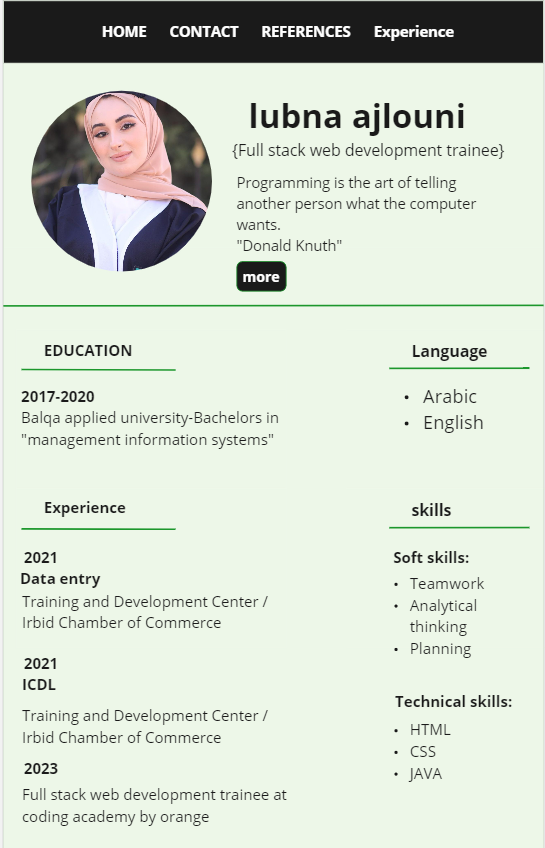 HOME CONTACT REFERENCES Experience
lubna ajlouni
{Full stack web development trainee}
Programming is the art of telling
another person what the computer
wants.
"Donald Knuth"
more
EDUCATION
2017-2020
Balqa applied university-Bachelors in
"management information systems"
Language
• Arabic
• English
Experience
2021
Data entry
Training and Development Center /
Irbid Chamber of Commerce
2021
ICDL
Training and Development Center /
Irbid Chamber of Commerce
2023
Full stack web development trainee at
coding academy by orange
skills
Soft skills:
• Teamwork
• Analytical
thinking
• Planning
Technical skills:
• HTML
• CSS
• JAVA